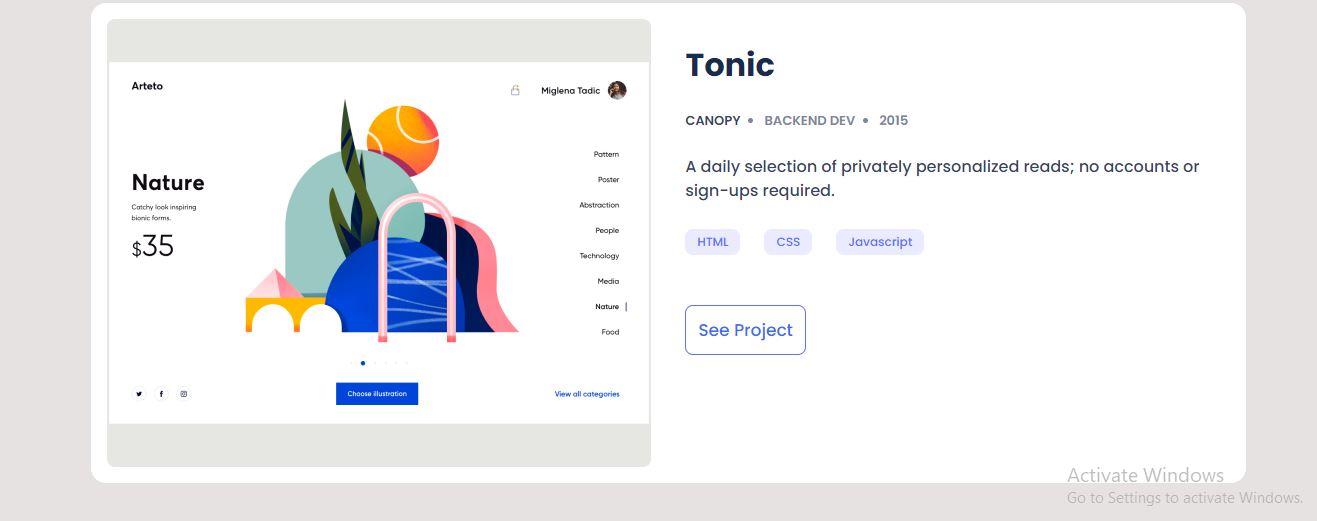 Arteto
Miglena Tadic
Nature
Catchy look inspiring
bionic forms.
$35
Pattern
Poster
Abstraction
People
Technology
Media
Nature
Food
Choose illustration
View all categories
Tonic
CANOPY • BACKEND DEV • 2015
A daily selection of privately personalized reads; no accounts or
sign-ups required.
HTML CSS Javascript
See Project
Activate Windows
Go to Settings to activate Windows.